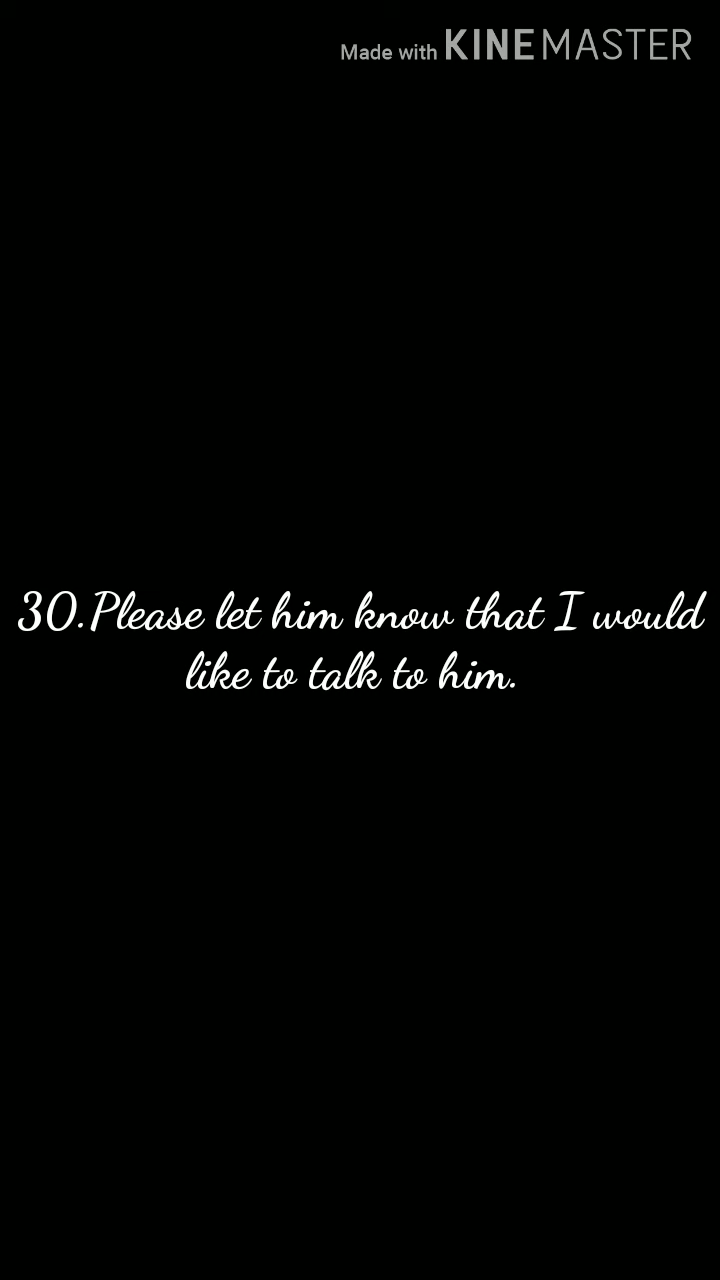 Made with KINEMASTER
30.Please let him know that I would
like to talk to him.